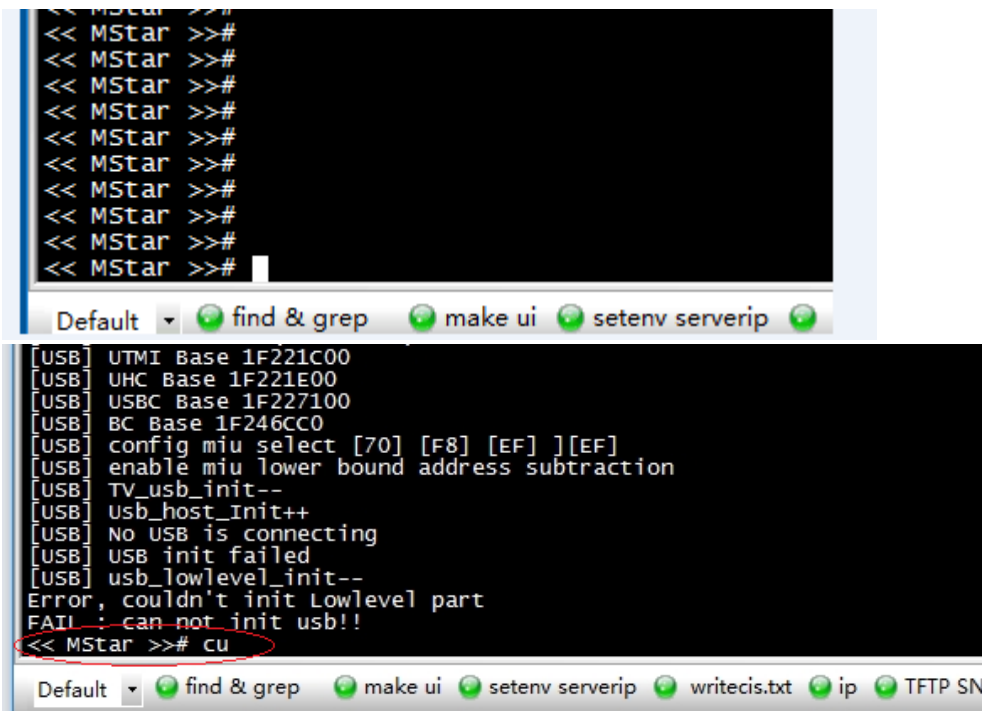 << MStar >>#
<< MStar >>#
<< MStar >>#
<< MStar >>#
<< MStar >>#
<< MStar >>#
<< MStar >>#
<< MStar >>#
<< MStar >>#
<< MStar >>#
<< MStar >>#
Default find & grep make ui setenv serverip
[USB] UTMI Base 1F221C00
[USB] UHC Base 1F221E00
[USB] USBC Base 1F227100
[USB] BC Base 1F246CC0
[USB] config miu select [70] [F8] [EF] ][EF]
[USB] enable miu lower bound address subtraction
[USB] TV_usb_init--
[USB] Usb_host_Init++
[USB] No USB is connecting
[USB] USB init failed
[USB] usb_lowlevel_init--
Error, couldn't init Lowlevel part
FAIL : can not init usb!!
<< MStar >># cu
Default find & grep make ui setenv serverip writecis.txt ip TFTP SN